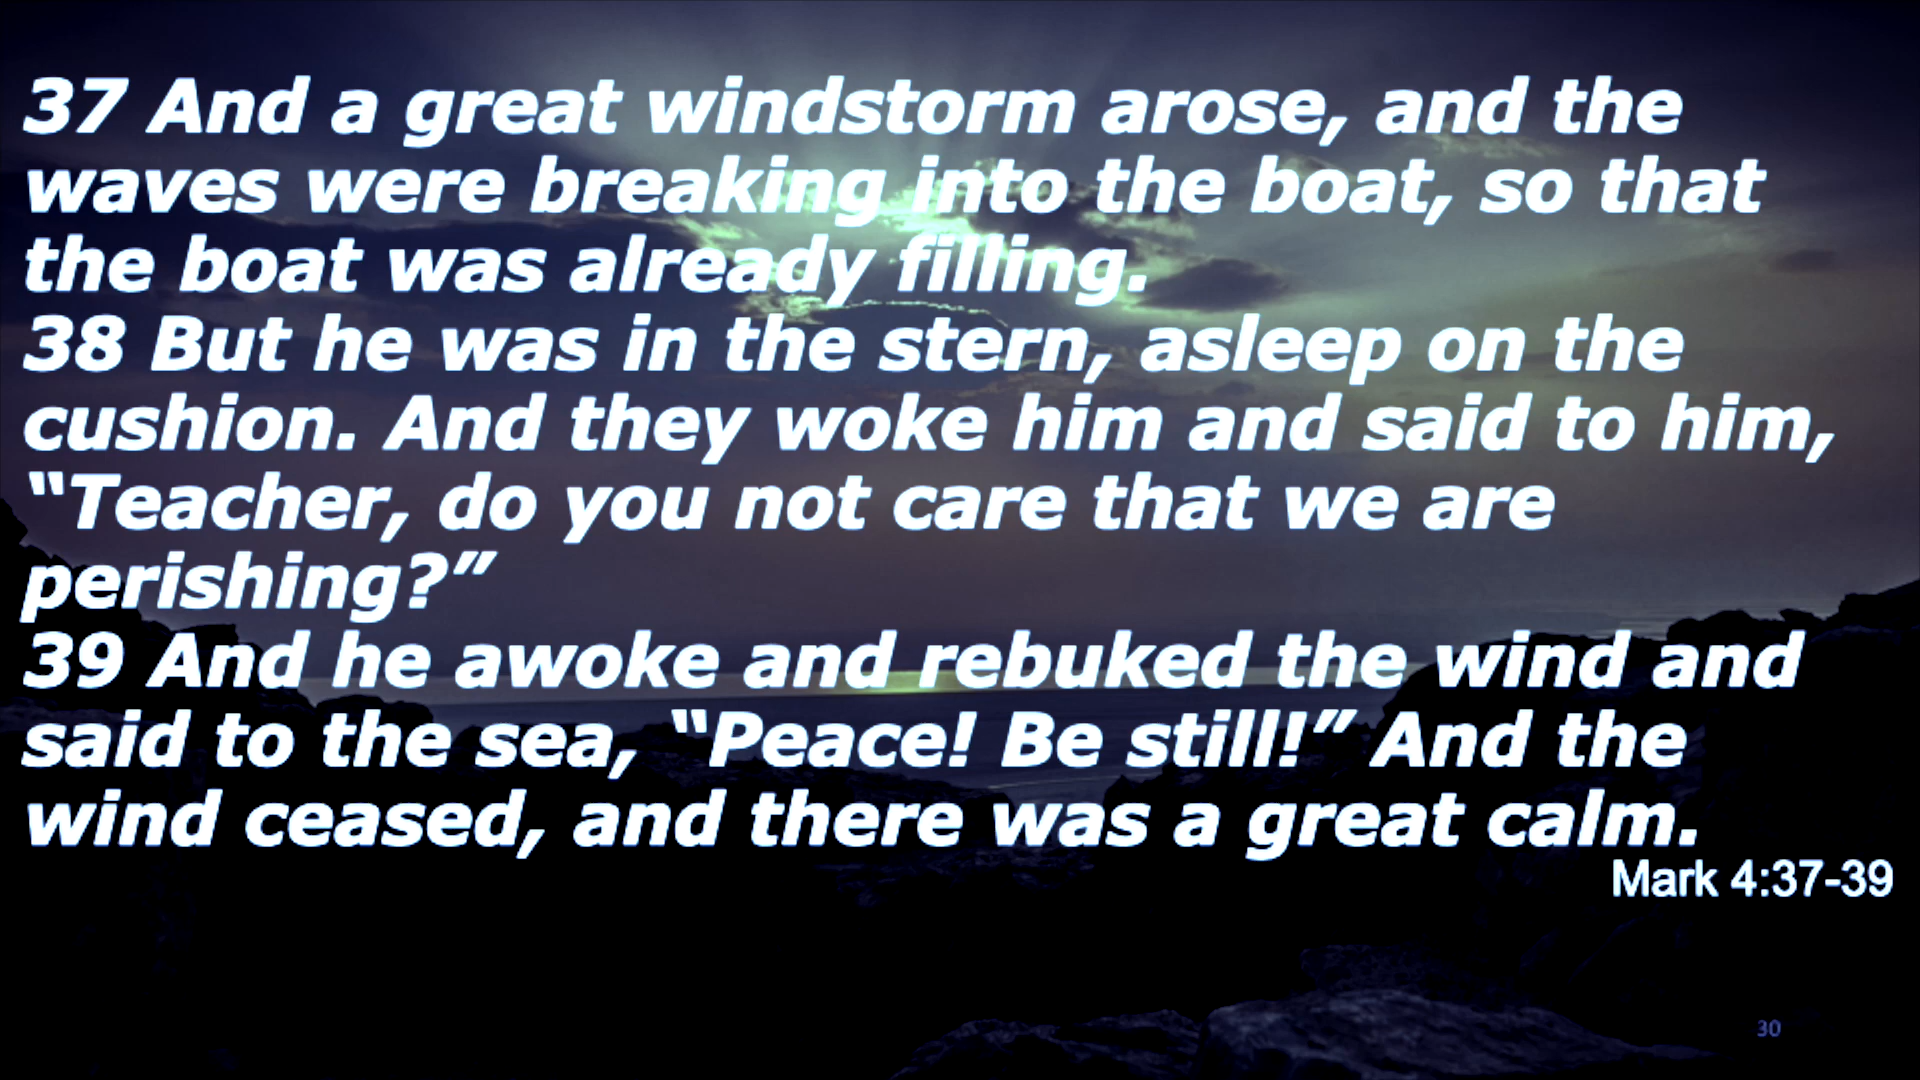 37 And a great windstorm arose, and the
waves were breaking into the boat, so that
the boat was already filling.
38 But he was in the stern, asleep on the
cushion. And they woke him and said to him,
“Teacher, do you not care that we are
perishing?”
39 And he awoke and rebuked the wind and
said to the sea, “Peace! Be still!” And the
wind ceased, and there was a great calm.
Mark 4:37-39
30